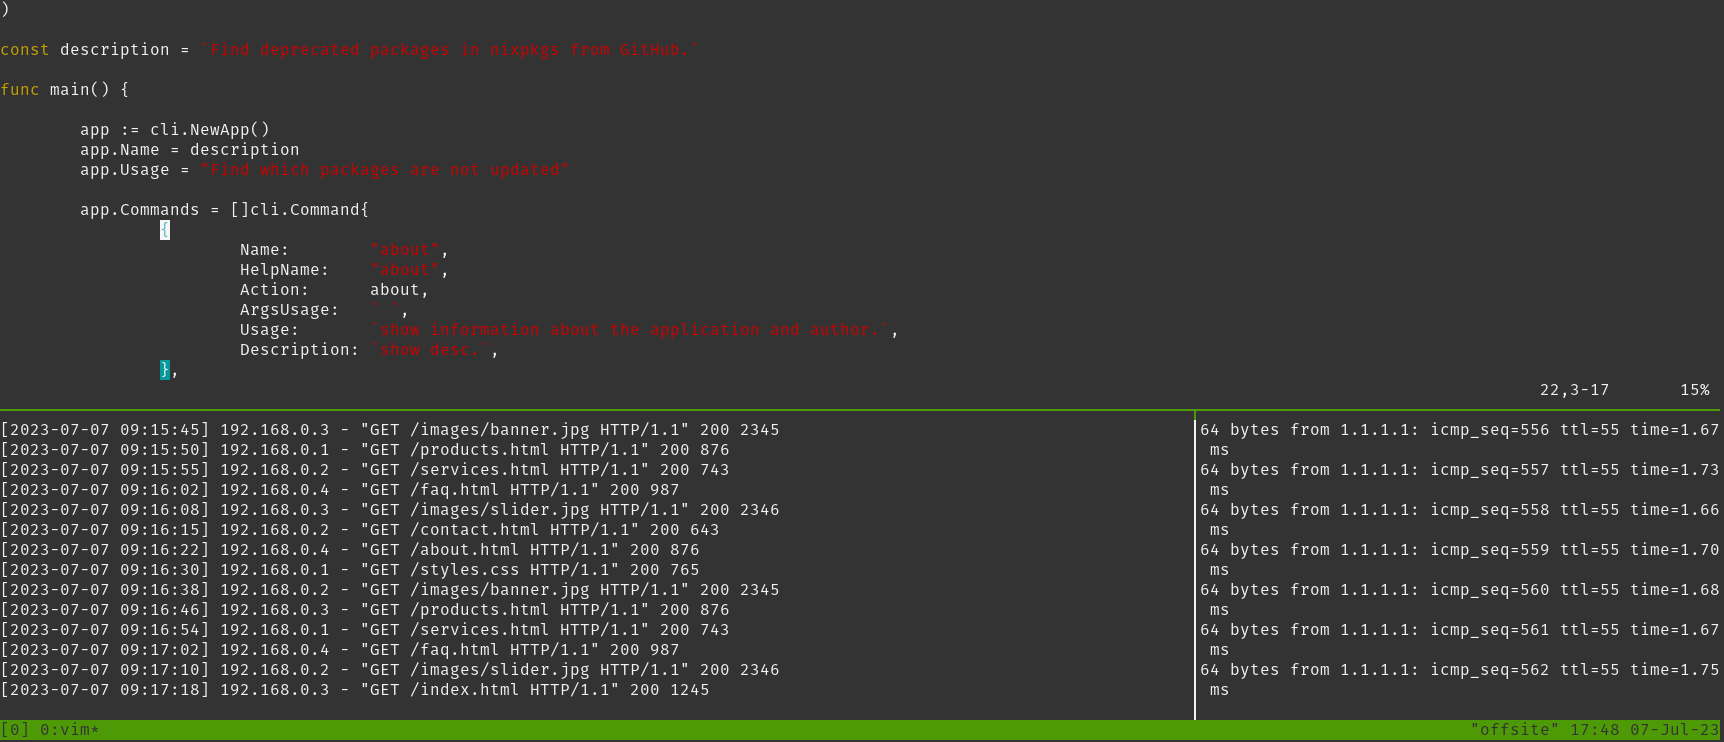 )
const description = `Find deprecated packages in nixpkgs from GitHub.`
func main() {
app := cli.NewApp()
app.Name = description
app.Usage = "Find which packages are not updated"
app.Commands = []cli.Command{
{
Name:        "about",
HelpName:    "about",
Action:      about,
ArgsUsage:   ` `,
Usage:       `show information about the application and author.`,
Description: `show desc.`,
},
22,3-17       15%
[2023-07-07 09:15:45] 192.168.0.3 - "GET /images/banner.jpg HTTP/1.1" 200 2345
[2023-07-07 09:15:50] 192.168.0.1 - "GET /products.html HTTP/1.1" 200 876
[2023-07-07 09:15:55] 192.168.0.2 - "GET /services.html HTTP/1.1" 200 743
[2023-07-07 09:16:02] 192.168.0.4 - "GET /faq.html HTTP/1.1" 200 987
[2023-07-07 09:16:08] 192.168.0.3 - "GET /images/slider.jpg HTTP/1.1" 200 2346
[2023-07-07 09:16:15] 192.168.0.2 - "GET /contact.html HTTP/1.1" 200 643
[2023-07-07 09:16:22] 192.168.0.4 - "GET /about.html HTTP/1.1" 200 876
[2023-07-07 09:16:30] 192.168.0.1 - "GET /styles.css HTTP/1.1" 200 765
[2023-07-07 09:16:38] 192.168.0.2 - "GET /images/banner.jpg HTTP/1.1" 200 2345
[2023-07-07 09:16:46] 192.168.0.3 - "GET /products.html HTTP/1.1" 200 876
[2023-07-07 09:16:54] 192.168.0.1 - "GET /services.html HTTP/1.1" 200 743
[2023-07-07 09:17:02] 192.168.0.4 - "GET /faq.html HTTP/1.1" 200 987
[2023-07-07 09:17:10] 192.168.0.2 - "GET /images/slider.jpg HTTP/1.1" 200 2346
[2023-07-07 09:17:18] 192.168.0.3 - "GET /index.html HTTP/1.1" 200 1245
64 bytes from 1.1.1.1: icmp_seq=556 ttl=55 time=1.67
ms
64 bytes from 1.1.1.1: icmp_seq=557 ttl=55 time=1.73
ms
64 bytes from 1.1.1.1: icmp_seq=558 ttl=55 time=1.66
ms
64 bytes from 1.1.1.1: icmp_seq=559 ttl=55 time=1.70
ms
64 bytes from 1.1.1.1: icmp_seq=560 ttl=55 time=1.68
ms
64 bytes from 1.1.1.1: icmp_seq=561 ttl=55 time=1.67
ms
64 bytes from 1.1.1.1: icmp_seq=562 ttl=55 time=1.75
ms
[0] 0:vim* "offsite" 17:48 07-Jul-23